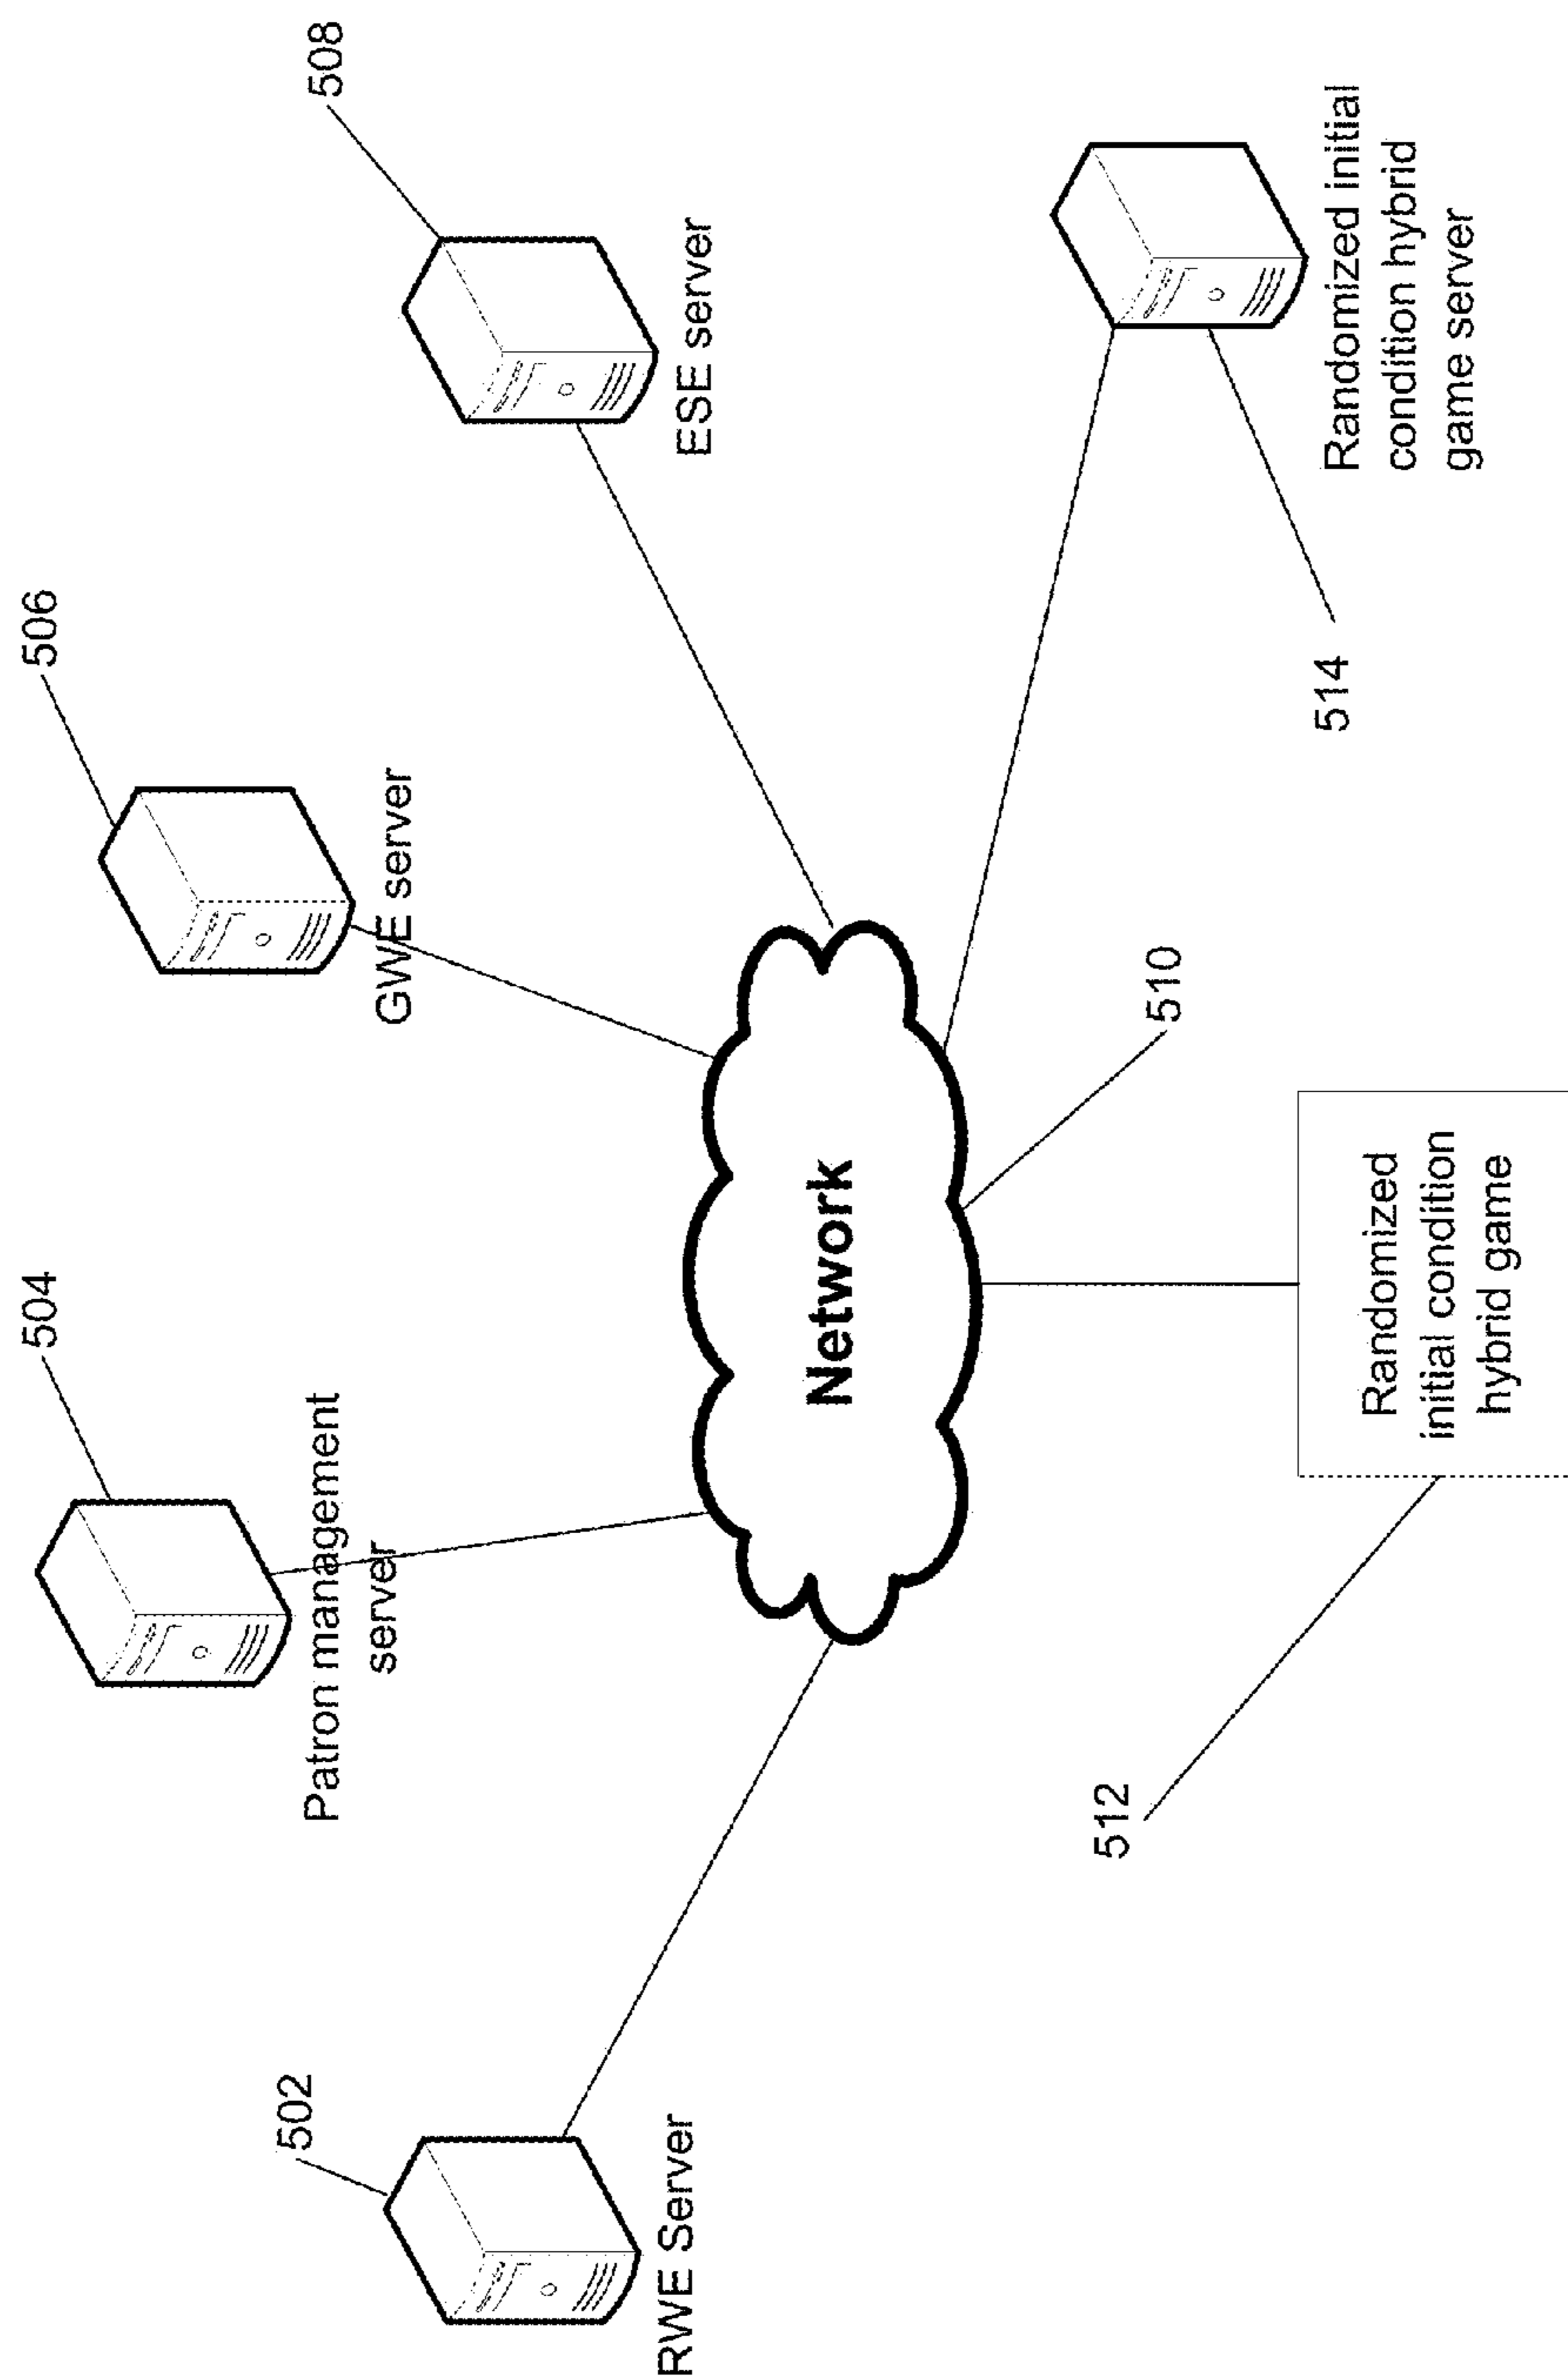 504
506
Patron management
server
GWE server
502
508
RWE Server
ESE server
Network
512
510
514
Randomized
initial condition
hybrid game
Randomized initial
condition hybrid
game server